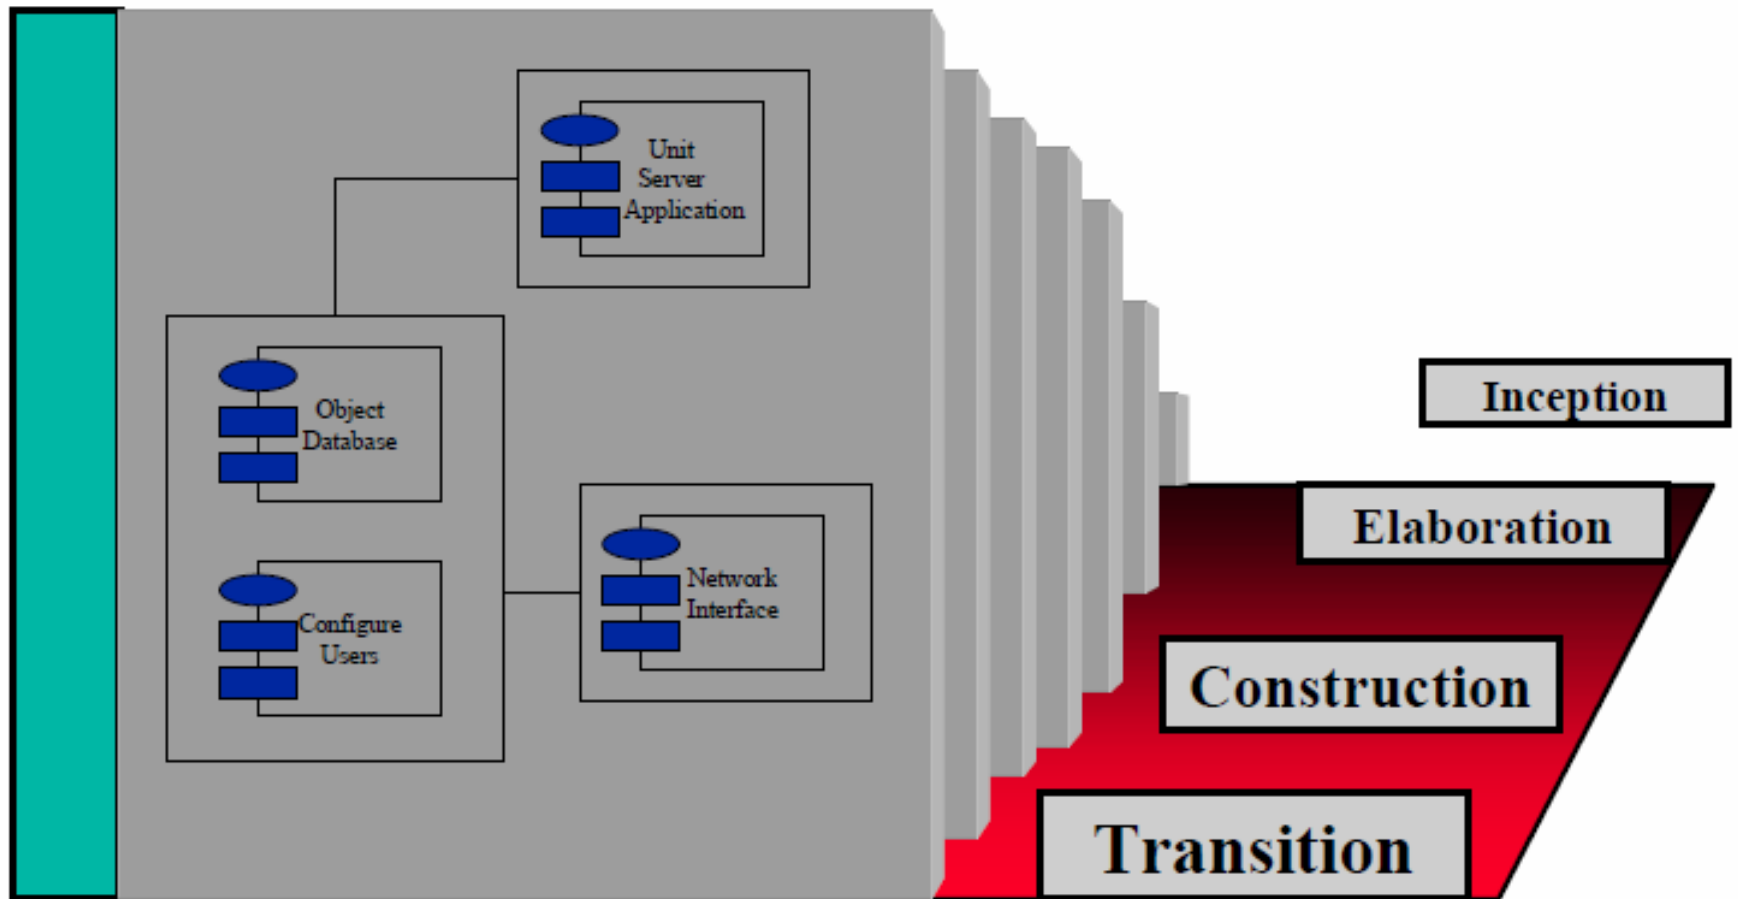 Unit
Server
Application
Object
Database
Configure
Users
Network
Interface
Inception
Elaboration
Construction
Transition